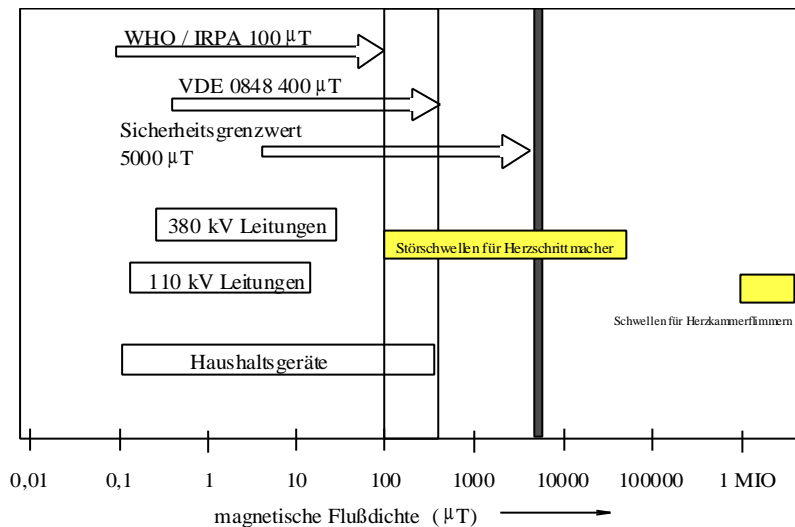 WHO / IRPA 100 µT
VDE 0848 400 µT
Sicherheitsgrenzwert
5000 µT
380 kV Leitungen
Störschwellen für Herzschrittmacher
110 kV Leitungen
Schwellen für Herzkammerflimmern
Haushaltsgeräte
0,01 0,1 1 10 100 1000 10000 100000 1 MIO
magnetische Flußdichte (µT)